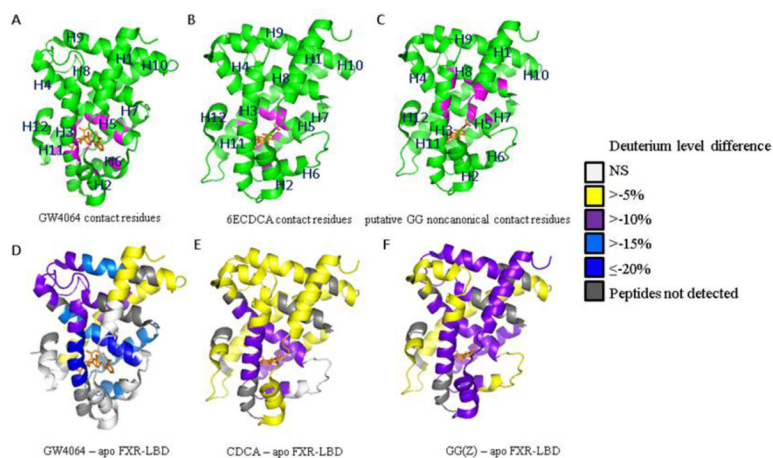 A
H9
H1
H10
H8
H4
H7
H5
H12
H3
H11
H6
H2
GW4064 contact residues
B
H9
H1
H4
H10
H8
H3
H7
H12
H5
H11
H6
H2
6ECDCA contact residues
C
H9
H1
H8
H10
H4
H12
H7
H5
H3
H11
H6
H2
putative GG noncanonical contact residues
Deuterium level difference
NS
>-5%
>-10%
>-15%
≤-20%
Peptides not detected
D
GW4064 – apo FXR-LBD
E
CDCA – apo FXR-LBD
F
GG(Z) – apo FXR-LBD